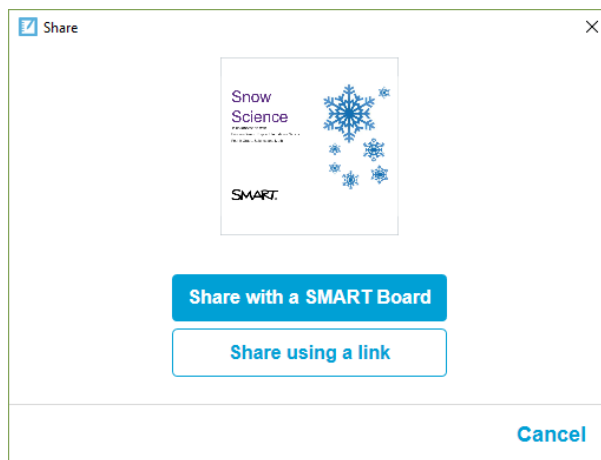 Share
Snow
Science
SMART
Share with a SMART Board
Share using a link
Cancel